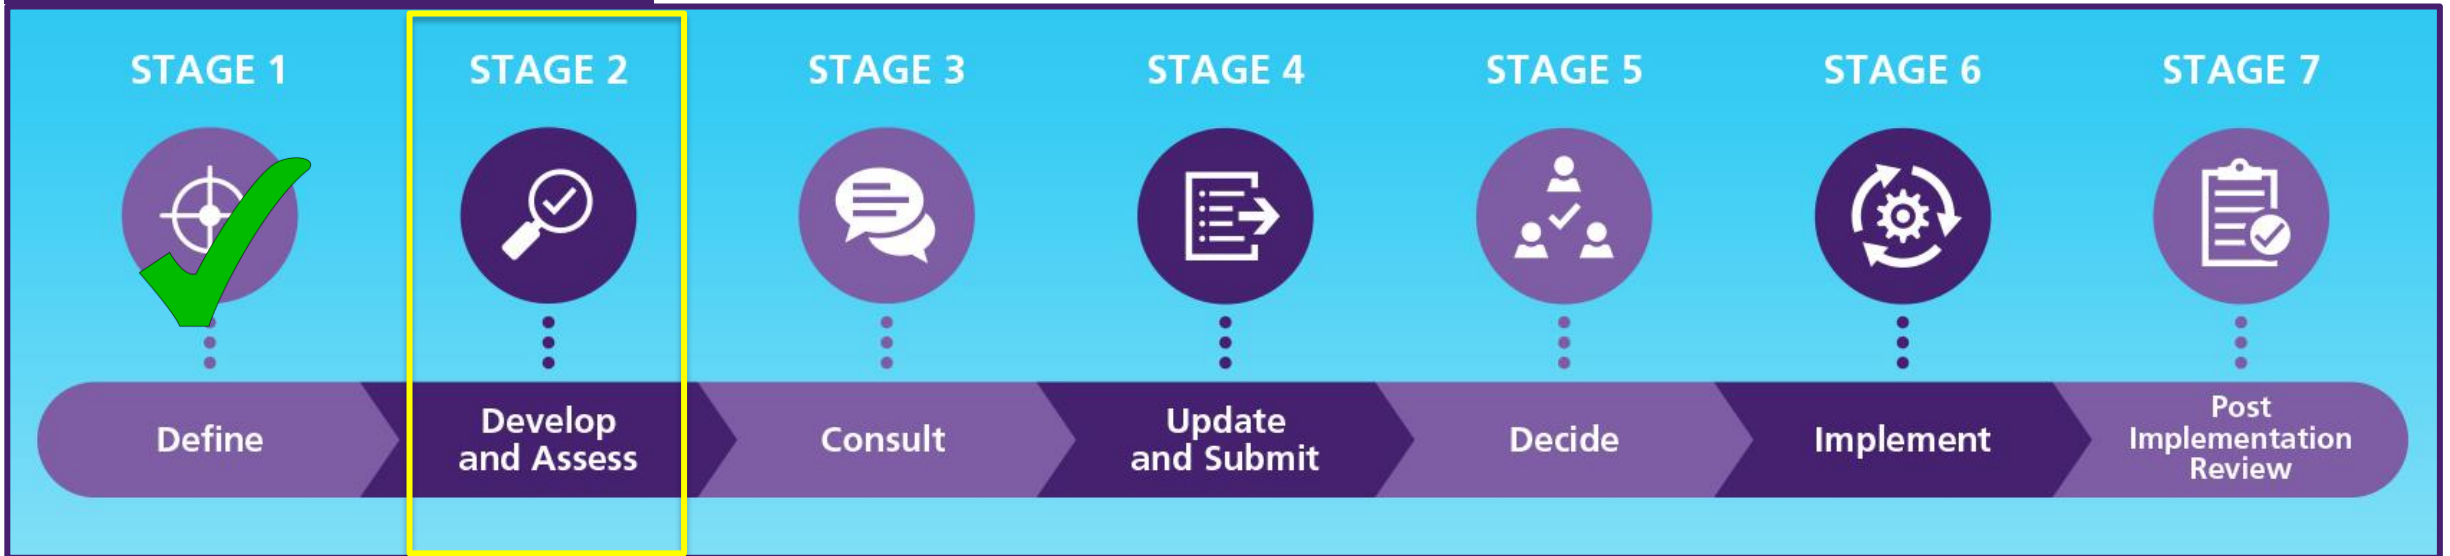 STAGE 1
STAGE 2
STAGE 3
STAGE 4
STAGE 5
STAGE 6
STAGE 7
Define
Develop
and Assess
Consult
Update
and Submit
Decide
Implement
Post
Implementation
Review